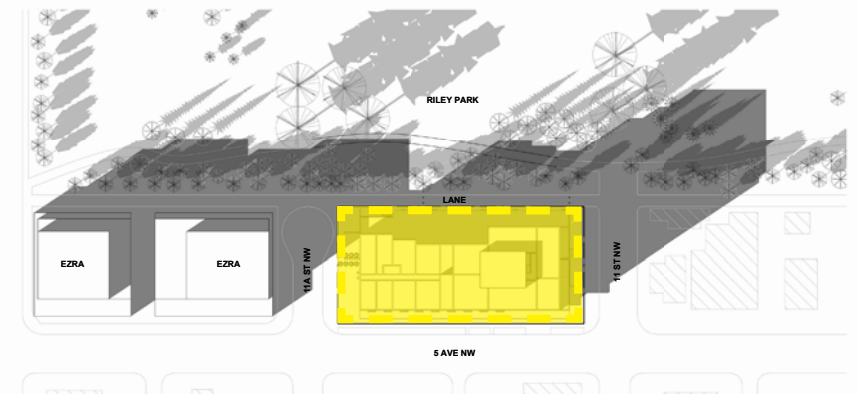 RILEY PARK
LANE
EZRA
EZRA
11A ST NW
11 ST NW
5 AVE NW